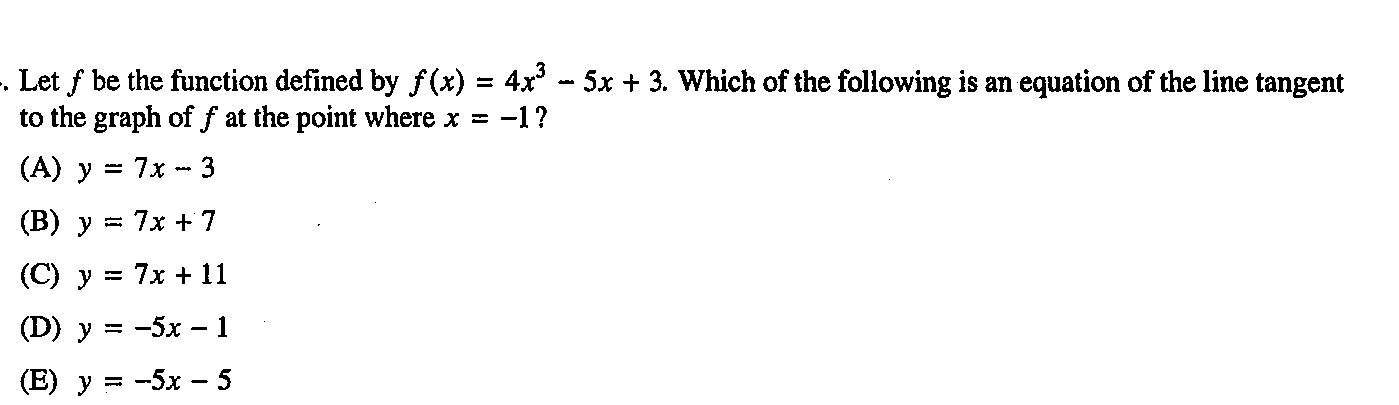 . Let f be the function defined by f(x) = 4x³ − 5x + 3. Which of the following is an equation of the line tangent
to the graph of f at the point where x = −1?
(A) y = 7x − 3
(B) y = 7x + 7
(C) y = 7x + 11
(D) y = −5x − 1
(E) y = −5x − 5